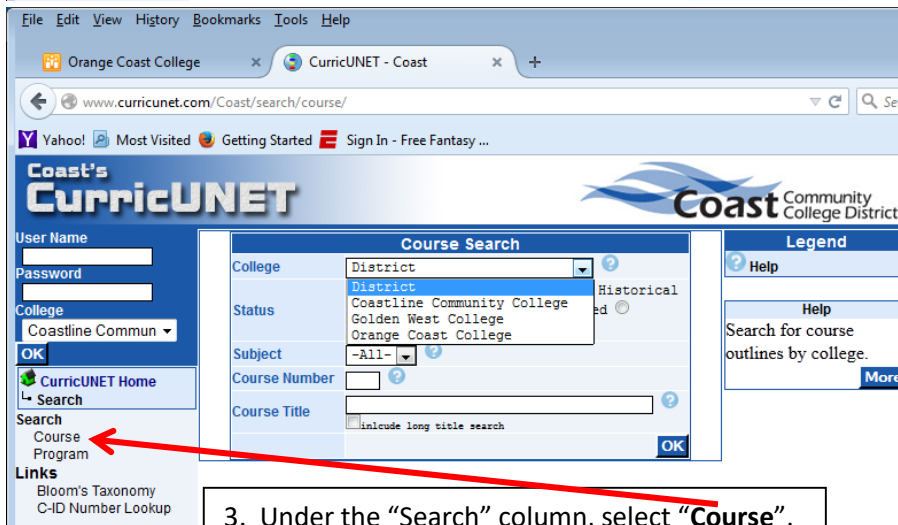 File Edit View History Bookmarks Tools Help
Orange Coast College × CurricUNET - Coast × +
www.curricunet.com/Coast/search/course/
Yahoo! Most Visited Getting Started Sign In - Free Fantasy ...
Coast's
CurricUNET
Coast Community College District
User Name
Password
College
Coastline Commun
OK
CurricUNET Home
Search
Search
Course
Program
Links
Bloom's Taxonomy
C-ID Number Lookup
Course Search
College District
District
Coastline Community College
Golden West College
Orange Coast College
Status Historical
Subject -All-
Course Number
Course Title
inlcude long title search
OK
Legend
Help
Help
Search for course
outlines by college.
More
3. Under the “Search” column, select “Course”.